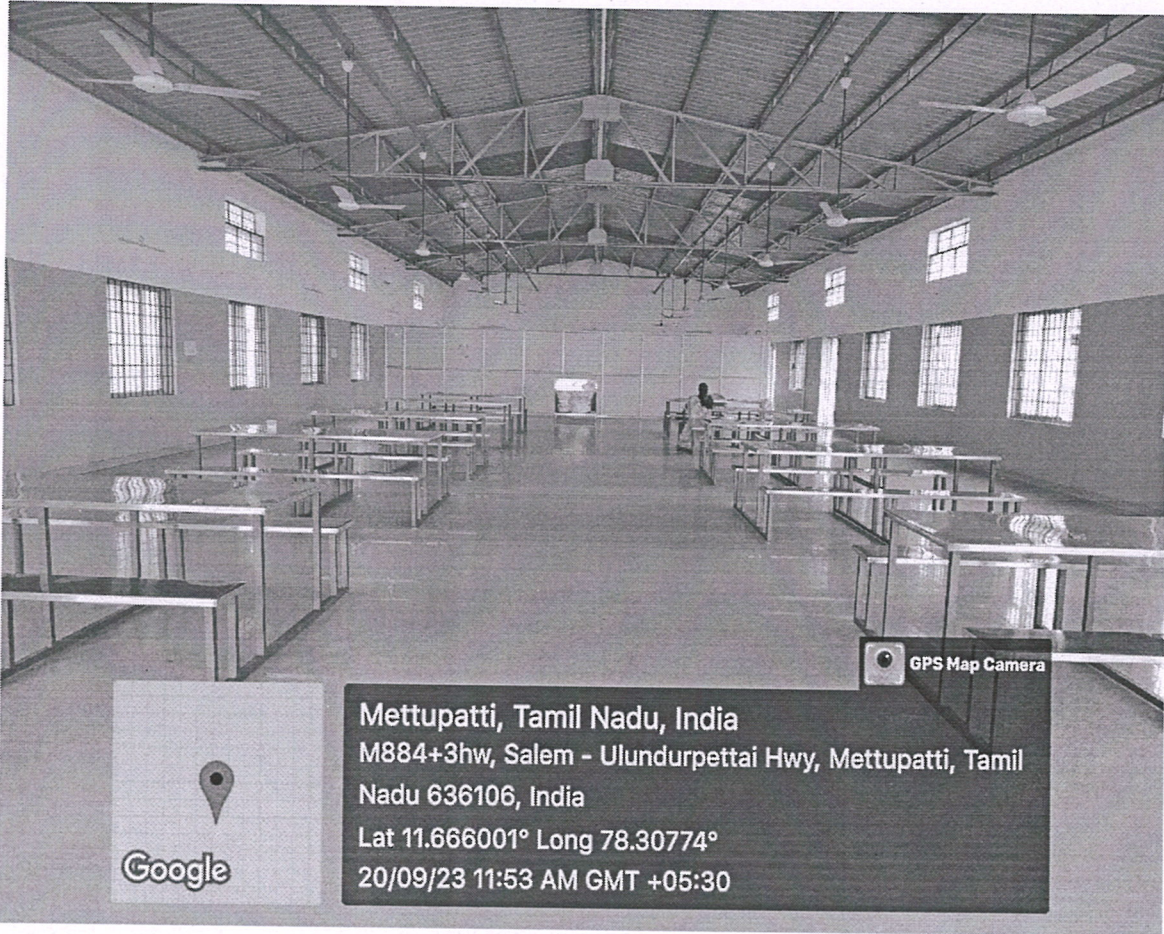 GPS Map Camera
Mettupatti, Tamil Nadu, India
M884+3hw, Salem - Ulundurpettai Hwy, Mettupatti, Tamil
Nadu 636106, India
Lat 11.666001° Long 78.30774°
20/09/23 11:53 AM GMT +05:30
Google